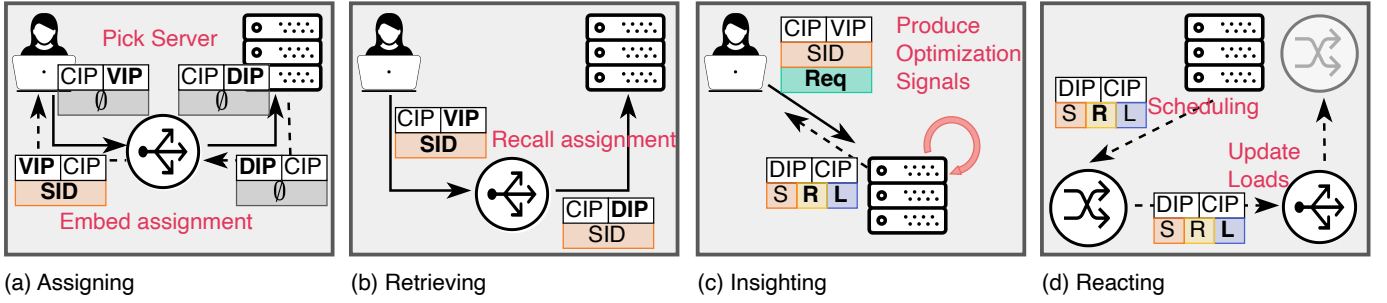 Pick Server
CIP VIP
∅
CIP DIP
∅
VIP CIP
SID
DIP CIP
∅
Embed assignment
(a) Assigning
CIP VIP
SID
Recall assignment
CIP DIP
SID
(b) Retrieving
CIP VIP
SID
Req
Produce
Optimization
Signals
DIP CIP
S R L
(c) Insighting
DIP CIP
S R L
Scheduling
Update
Loads
DIP CIP
S R L
(d) Reacting